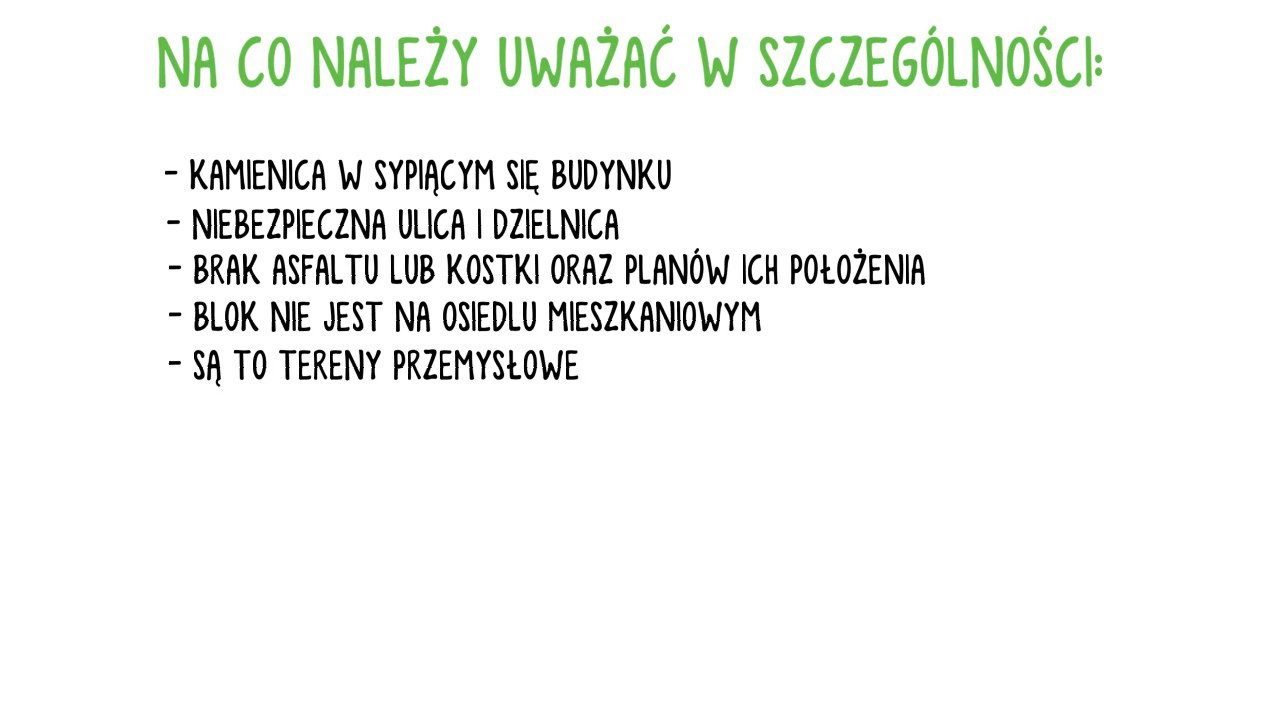 NA CO NALEŻY UWAŻAĆ W SZCZEGÓLNOŚCI:
- KAMIENICA W SYPIĄCYM SIĘ BUDYNKU
- NIEBEZPIECZNA ULICA I DZIELNICA
- BRAK ASFALTU LUB KOSTKI ORAZ PLANÓW ICH POŁOŻENIA
- BLOK NIE JEST NA OSIEDLU MIESZKANIOWYM
- SĄ TO TERENY PRZEMYSŁOWE